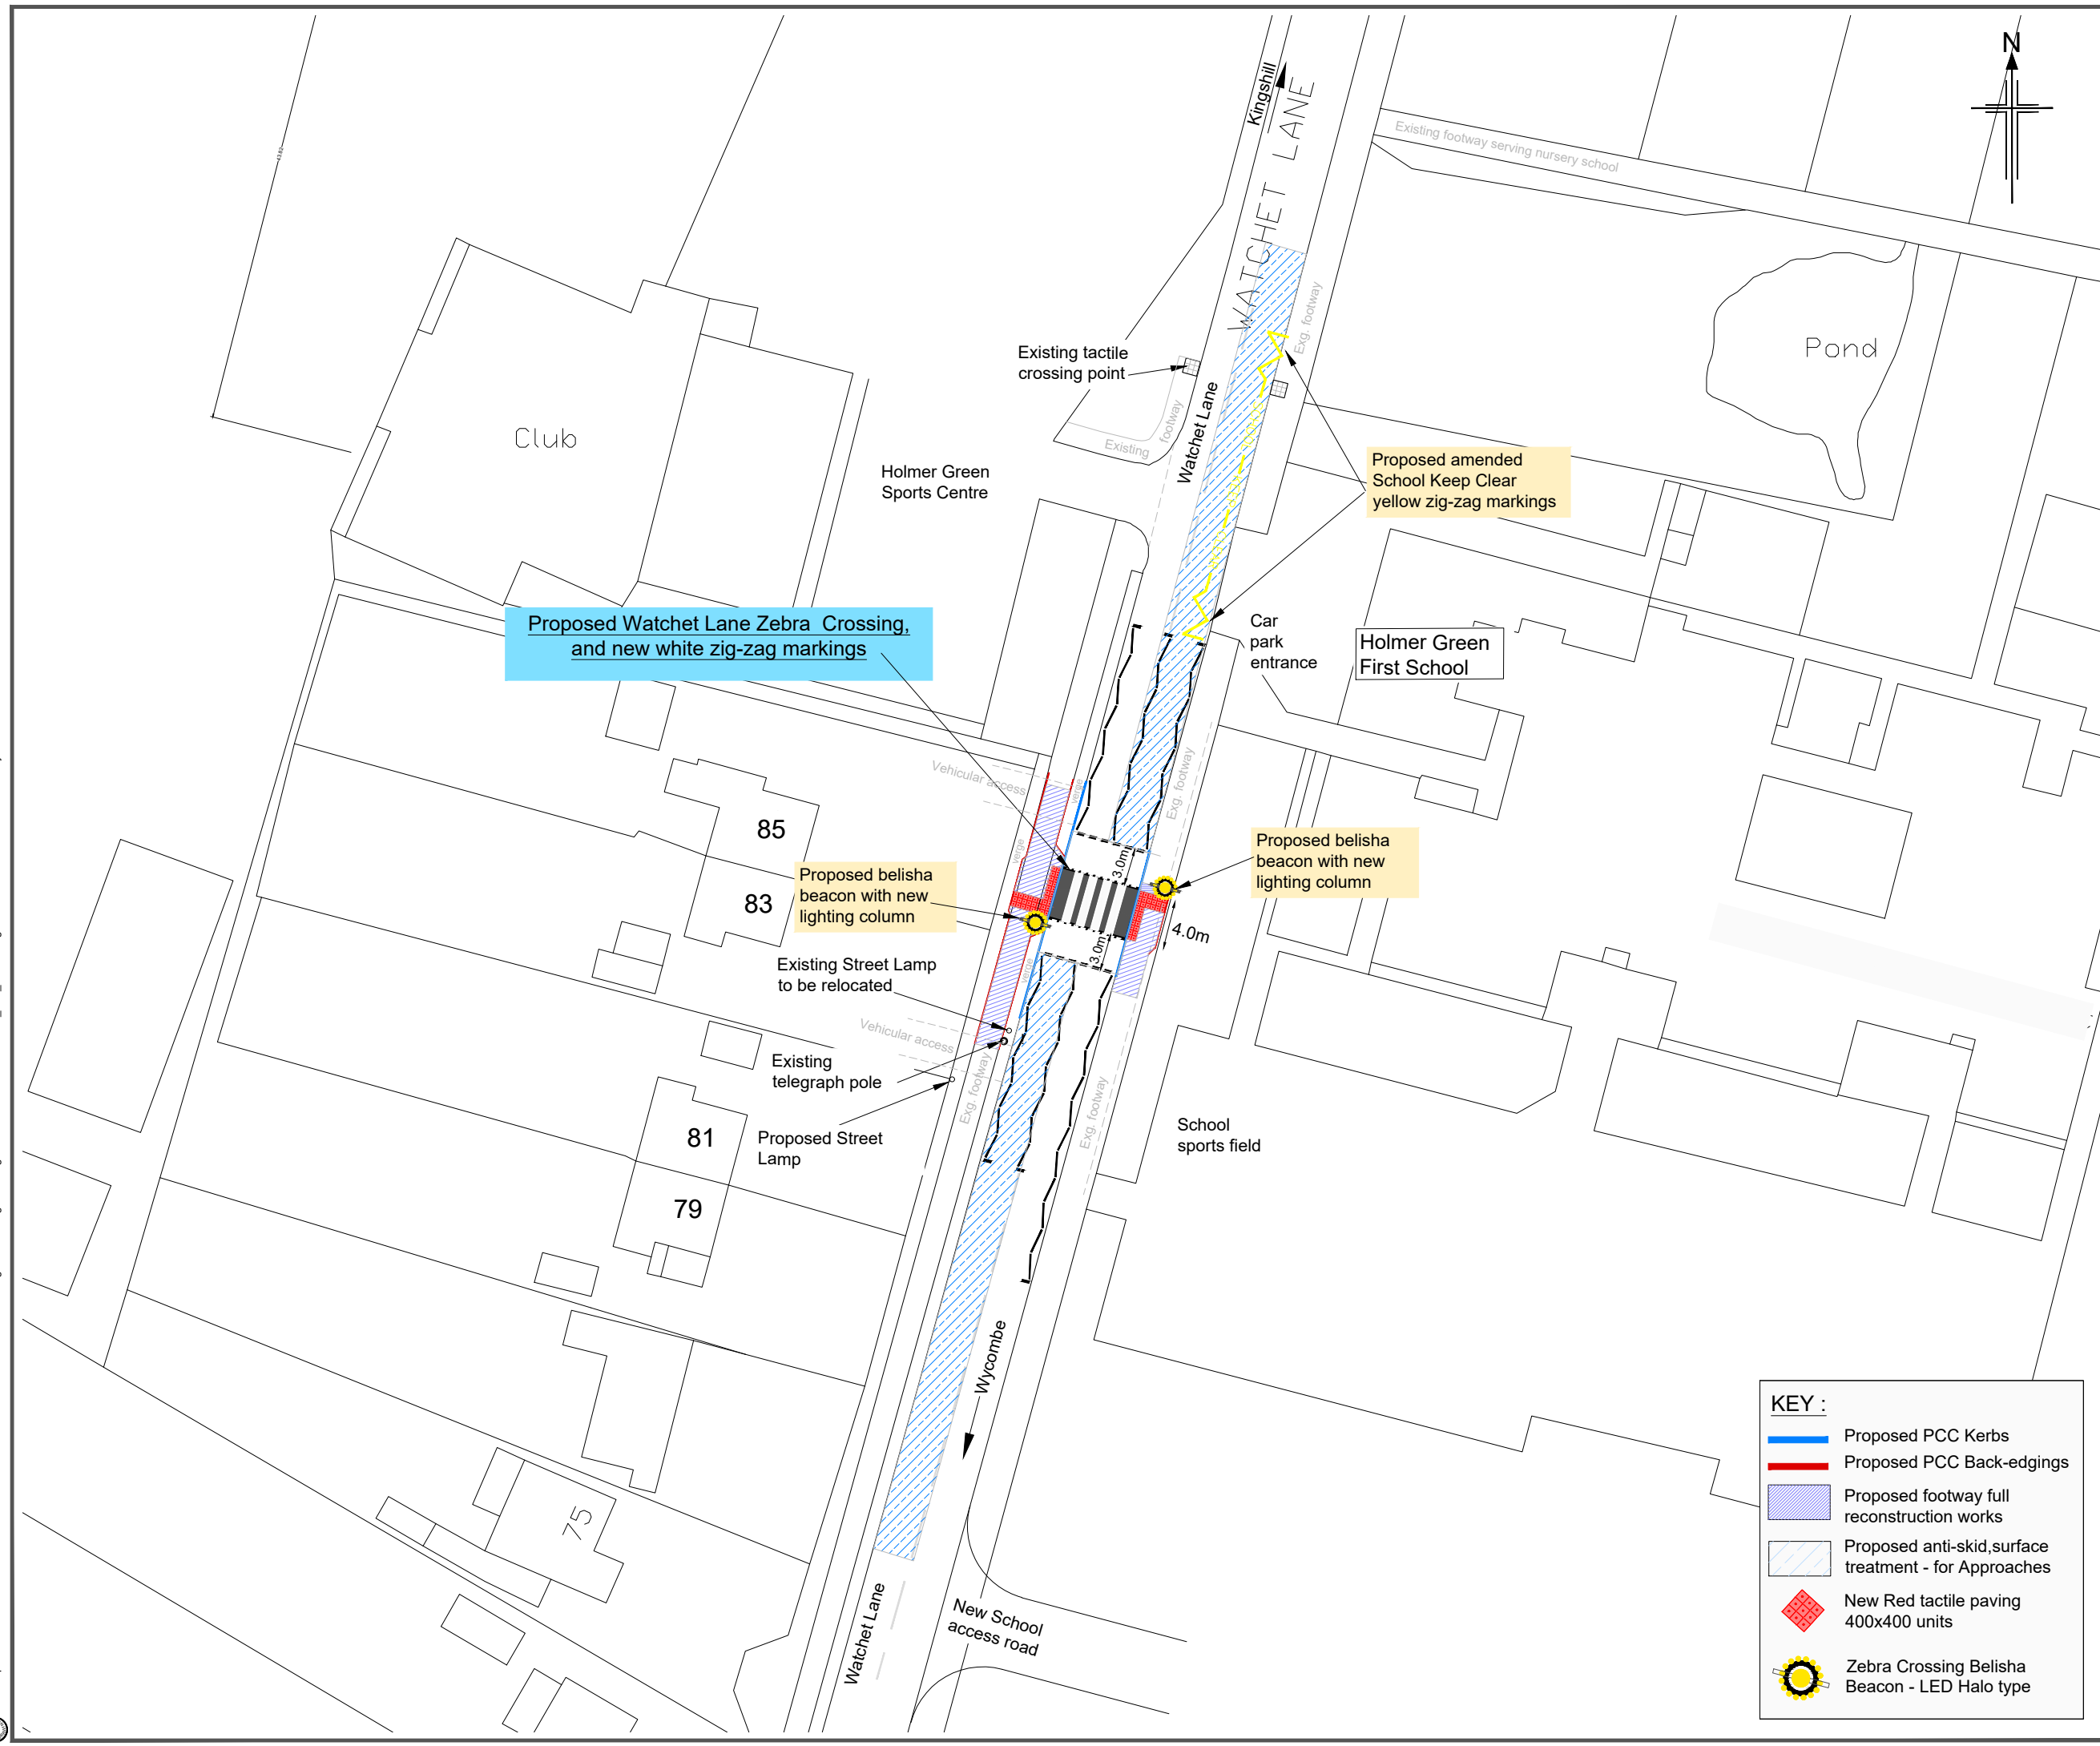 N
Kingshill
WATCHET LANE
Existing footway serving nursery school
Exg. footway
Pond
Existing tactile
crossing point
Watchet Lane
footway
Existing
Club
Holmer Green
Sports Centre
Proposed amended
School Keep Clear
yellow zig-zag markings
Proposed Watchet Lane Zebra Crossing,
and new white zig-zag markings
Car
park
entrance
Holmer Green
First School
Vehicular access
verge
Exg. footway
85
verge
3.0m
Proposed belisha
beacon with new
lighting column
Proposed belisha
beacon with new
lighting column
83
4.0m
3.0m
Existing Street Lamp
to be relocated
verge
Vehicular access
Existing
telegraph pole
Exg. footway
Exg. footway
Proposed Street
Lamp
81
School
sports field
79
Wycombe
75
Watchet Lane
New School
access road
KEY :
Proposed PCC Kerbs
Proposed PCC Back-edgings
Proposed footway full
reconstruction works
Proposed anti-skid,surface
treatment - for Approaches
New Red tactile paving
400x400 units
Zebra Crossing Belisha
Beacon - LED Halo type